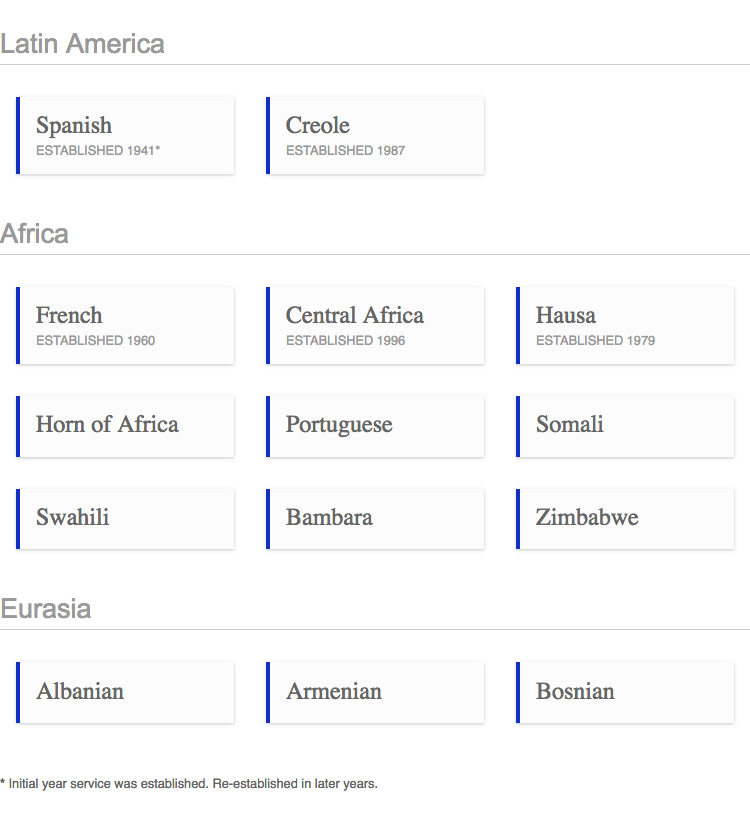 Latin America
Spanish
ESTABLISHED 1941*
Creole
ESTABLISHED 1987
Africa
French
ESTABLISHED 1960
Central Africa
ESTABLISHED 1996
Hausa
ESTABLISHED 1979
Horn of Africa
Portuguese
Somali
Swahili
Bambara
Zimbabwe
Eurasia
Albanian
Armenian
Bosnian
* Initial year service was established. Re-established in later years.